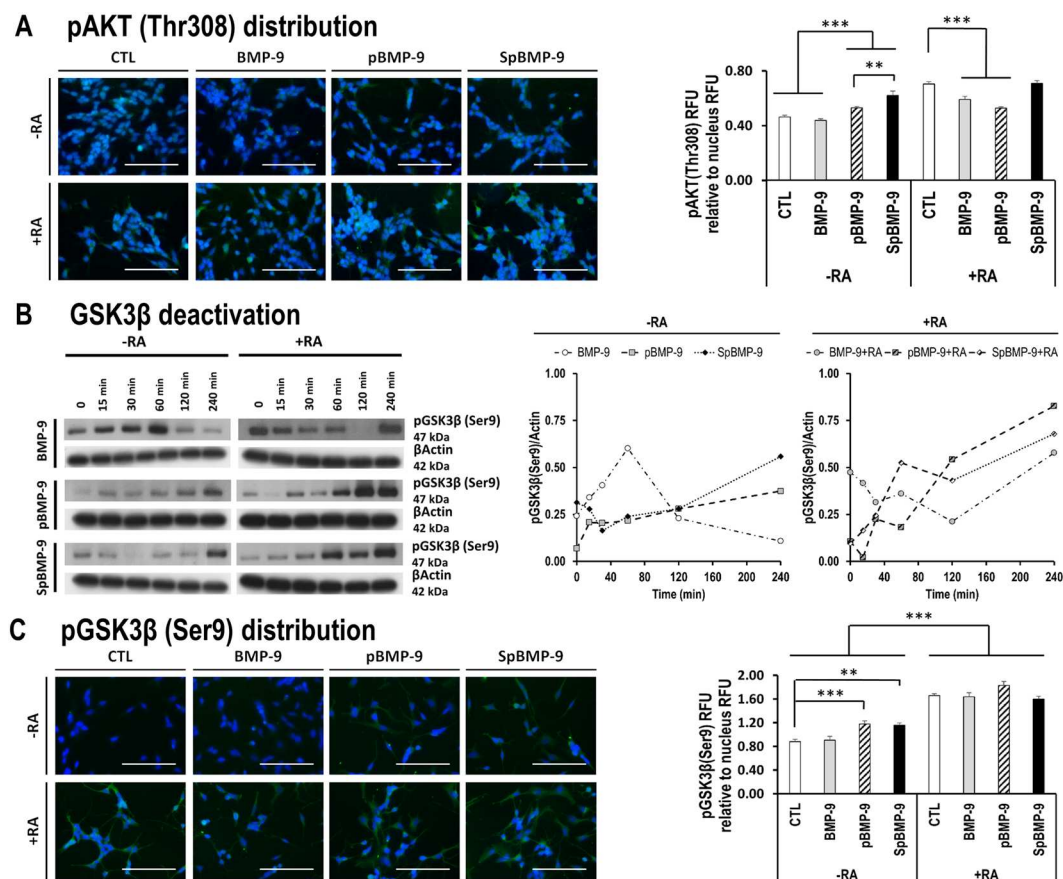 A pAKT (Thr308) distribution
CTL BMP-9 pBMP-9 SpBMP-9
-RA
+RA
pAKT(Thr308) RFU
relative to nucleus RFU
0.80
0.40
0.00
***
**
***
CTL BMP-9 pBMP-9 SpBMP-9 CTL BMP-9 pBMP-9 SpBMP-9
-RA +RA
B GSK3β deactivation
-RA +RA
0 15 min 30 min 60 min 120 min 240 min 0 15 min 30 min 60 min 120 min 240 min
BMP-9
pGSK3β (Ser9)
47 kDa
βActin
42 kDa
pBMP-9
pGSK3β (Ser9)
47 kDa
βActin
42 kDa
SpBMP-9
pGSK3β (Ser9)
47 kDa
βActin
42 kDa
-RA
BMP-9 pBMP-9 SpBMP-9
pGSK3β(Ser9)/Actin
1.00
0.75
0.50
0.25
0.00
0 40 80 120 160 200 240
Time (min)
+RA
BMP-9+RA pBMP-9+RA SpBMP-9+RA
pGSK3β(Ser9)/Actin
1.00
0.75
0.50
0.25
0.00
0 40 80 120 160 200 240
Time (min)
C pGSK3β (Ser9) distribution
CTL BMP-9 pBMP-9 SpBMP-9
-RA
+RA
pGSK3β(Ser9) RFU
relative to nucleus RFU
2.00
1.60
1.20
0.80
0.40
0.00
***
**
***
CTL BMP-9 pBMP-9 SpBMP-9 CTL BMP-9 pBMP-9 SpBMP-9
-RA +RA